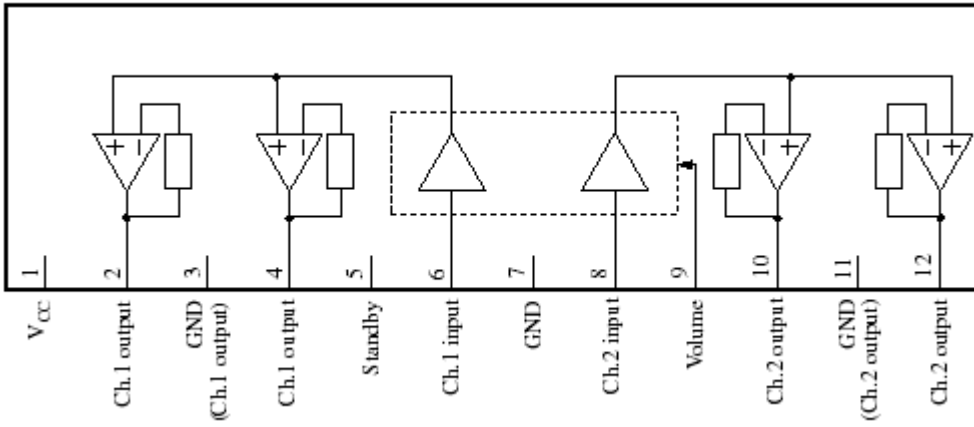 + −
+ −
− +
− +
1
2
3
4
5
6
7
8
9
10
11
12
V_CC
Ch.1 output
GND
(Ch.1 output)
Ch.1 output
Standby
Ch.1 input
GND
Ch.2 input
Volume
Ch.2 output
GND
(Ch.2 output)
Ch.2 output